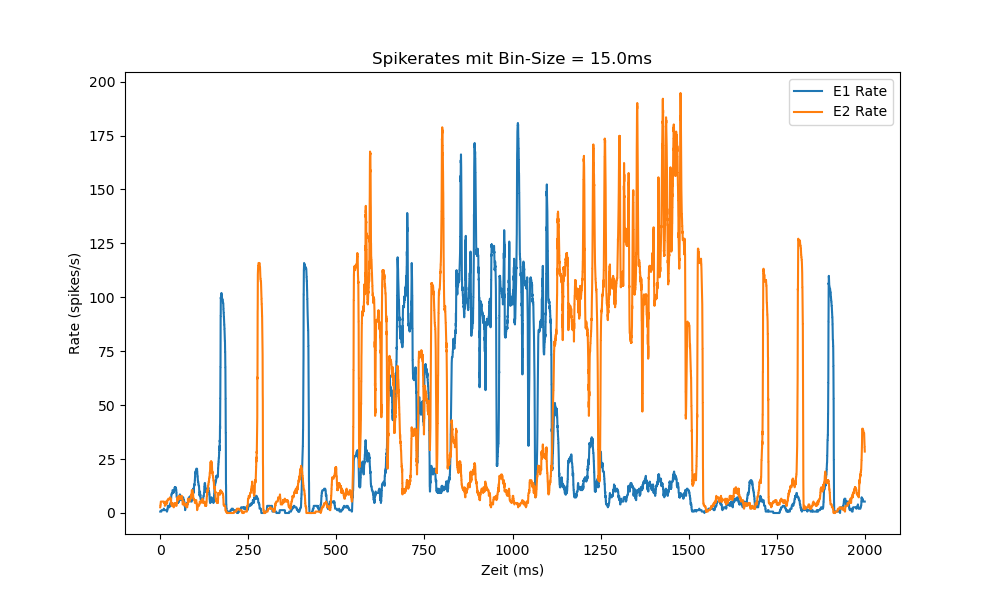 Spikerates mit Bin-Size = 15.0ms
E1 Rate
E2 Rate
Rate (spikes/s)
200
175
150
125
100
75
50
25
0
0 250 500 750 1000 1250 1500 1750 2000
Zeit (ms)